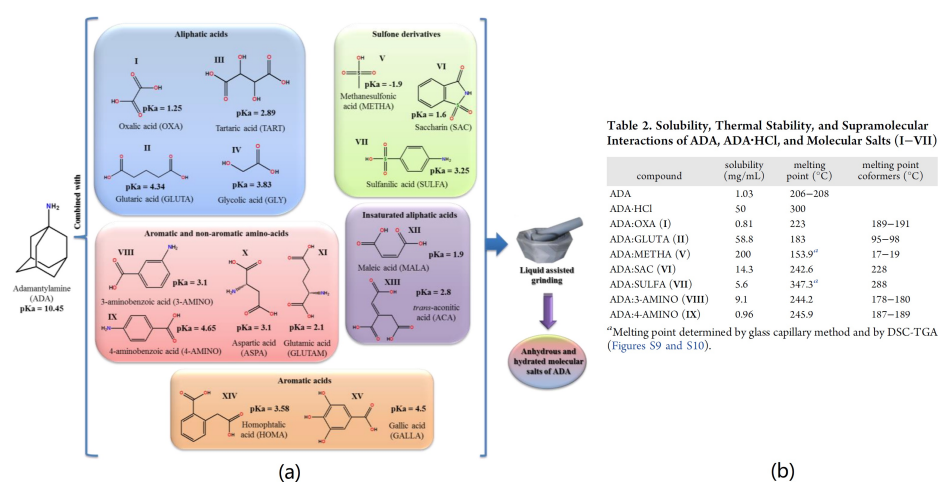 Combined with
NH₂
Adamantylamine
(ADA)
pKa = 10.45
Aliphatic acids
I
pKa = 1.25
Oxalic acid (OXA)
III
pKa = 2.89
Tartaric acid (TART)
II
pKa = 4.34
Glutaric acid (GLUTA)
IV
pKa = 3.83
Glycolic acid (GLY)
Sulfone derivatives
V
pKa = -1.9
Methanesulfonic
acid (METHA)
VI
pKa = 1.6
Saccharin (SAC)
VII
pKa = 3.25
Sulfanilic acid (SULFA)
Aromatic and non-aromatic amino-acids
VIII
pKa = 3.1
3-aminobenzoic acid (3-AMINO)
IX
pKa = 4.65
4-aminobenzoic acid (4-AMINO)
X
pKa = 3.1
Aspartic acid
(ASPA)
XI
pKa = 2.1
Glutamic acid
(GLUTAM)
Insaturated aliphatic acids
XII
pKa = 1.9
Maleic acid (MALA)
XIII
pKa = 2.8
trans-aconitic
acid (ACA)
Aromatic acids
XIV
pKa = 3.58
Homophtalic
acid (HOMA)
XV
pKa = 4.5
Gallic acid
(GALLA)
Liquid assisted
grinding
Anhydrous and
hydrated molecular
salts of ADA
(a)
Table 2. Solubility, Thermal Stability, and Supramolecular
Interactions of ADA, ADA·HCl, and Molecular Salts (I−VII)
compound solubility (mg/mL) melting point (°C) melting point coformers (°C)
ADA 1.03 206−208
ADA·HCl 50 300
ADA:OXA (I) 0.81 223 189−191
ADA:GLUTA (II) 58.8 183 95−98
ADA:METHA (V) 200 153.9ᵃ 17−19
ADA:SAC (VI) 14.3 242.6 228
ADA:SULFA (VII) 5.6 347.3ᵃ 288
ADA:3-AMINO (VIII) 9.1 244.2 178−180
ADA:4-AMINO (IX) 0.96 245.9 187−189
ᵃMelting point determined by glass capillary method and by DSC-TGA
(Figures S9 and S10).
(b)